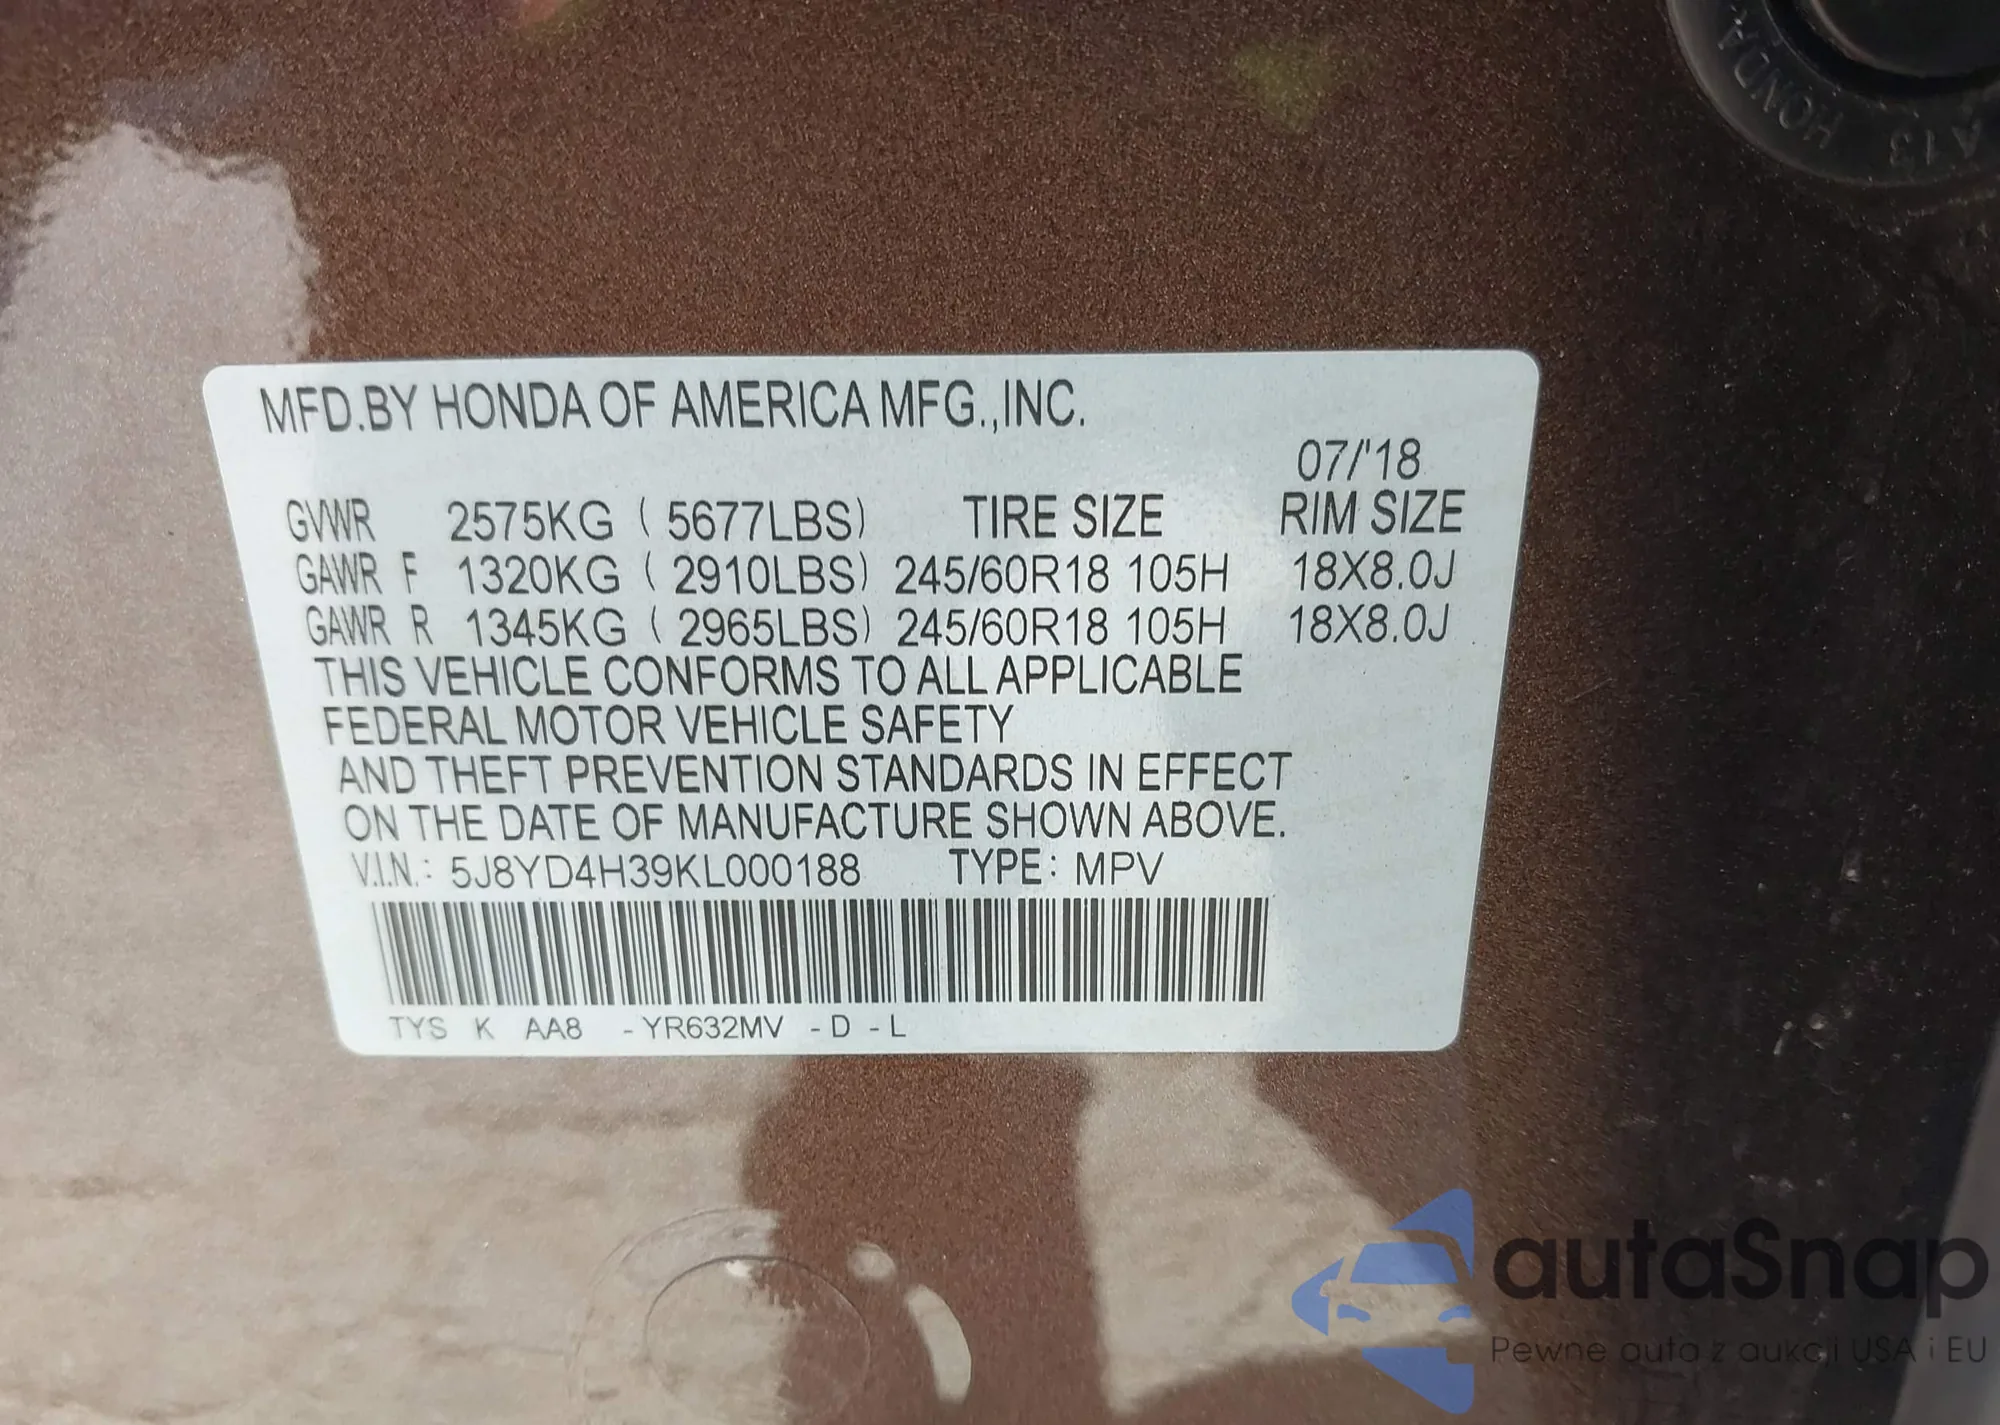 HONDA A13
MFD.BY HONDA OF AMERICA MFG.,INC.
07/'18
GVWR 2575KG ( 5677LBS) TIRE SIZE RIM SIZE
GAWR F 1320KG ( 2910LBS) 245/60R18 105H 18X8.0J
GAWR R 1345KG ( 2965LBS) 245/60R18 105H 18X8.0J
THIS VEHICLE CONFORMS TO ALL APPLICABLE
FEDERAL MOTOR VEHICLE SAFETY
AND THEFT PREVENTION STANDARDS IN EFFECT
ON THE DATE OF MANUFACTURE SHOWN ABOVE.
V.I.N.: 5J8YD4H39KL000188 TYPE: MPV
TYS K AA8 -YR632MV -D -L
autaSnap
Pewne auta z aukcji USA i EU